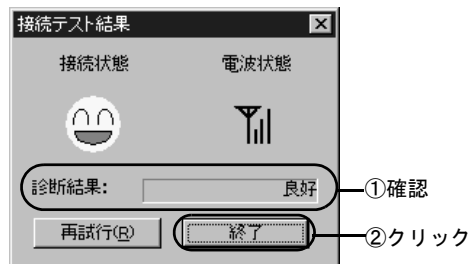 接続テスト結果
接続状態 電波状態
診断結果: 良好 ①確認
再試行(R) 終了 ②クリック